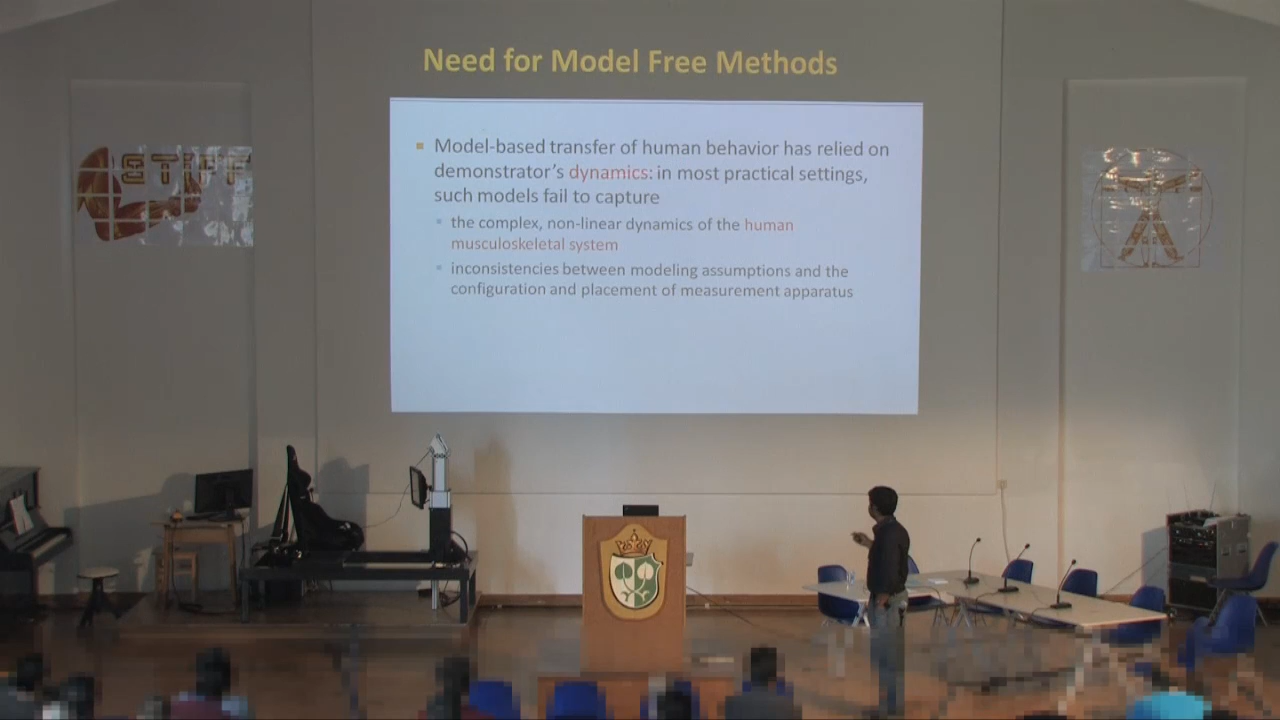 Need for Model Free Methods
STIFF
Model-based transfer of human behavior has relied on
demonstrator's dynamics: in most practical settings,
such models fail to capture
the complex, non-linear dynamics of the human
musculoskeletal system
inconsistencies between modeling assumptions and the
configuration and placement of measurement apparatus